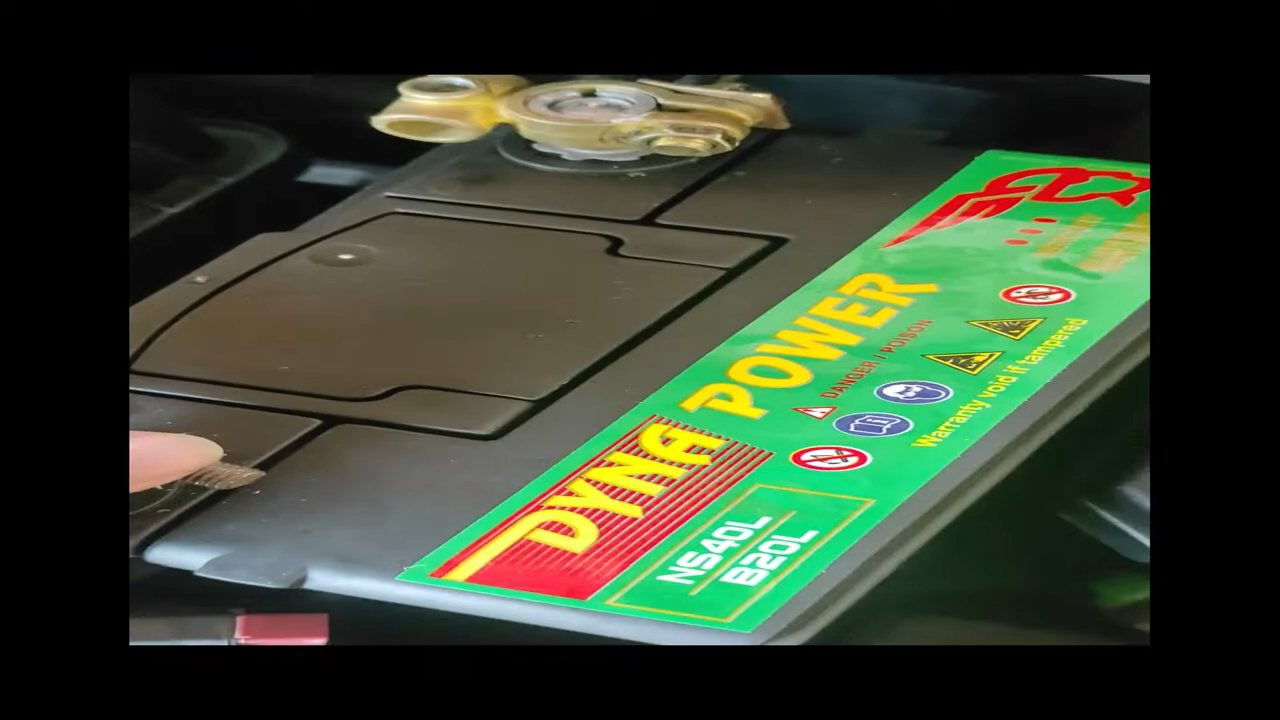 DYNA POWER
DANGER / POISON
Warranty void if tampered
NS40L
B20L